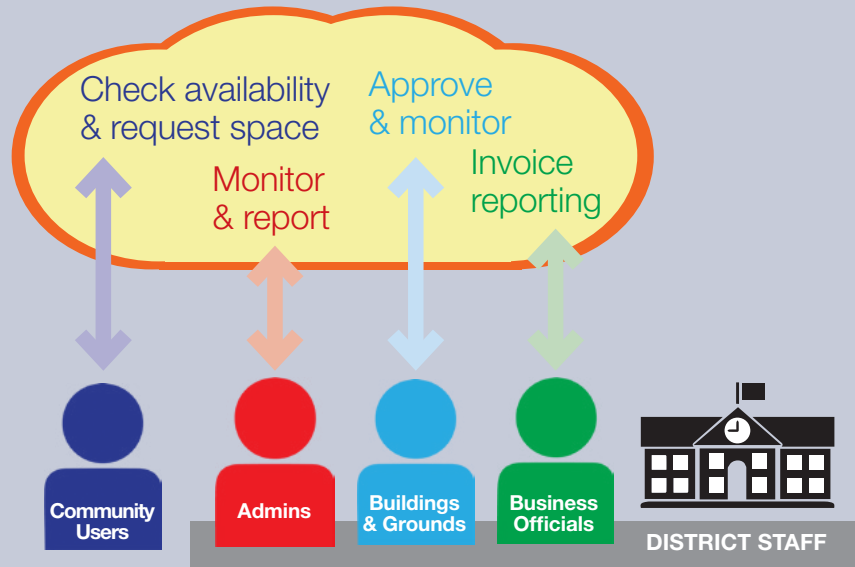 Check availability
& request space
Approve
& monitor
Monitor
& report
Invoice
reporting
Community
Users
Admins
Buildings
& Grounds
Business
Officials
DISTRICT STAFF